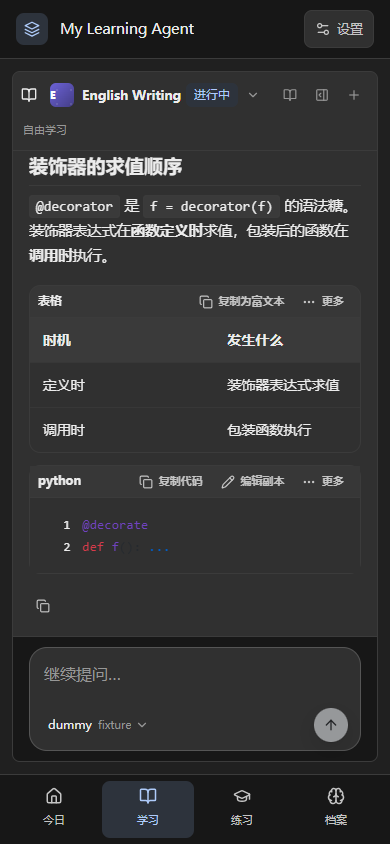 My Learning Agent
设置
E English Writing 进行中
自由学习
装饰器的求值顺序
@decorator 是 f = decorator(f) 的语法糖。
装饰器表达式在函数定义时求值，包装后的函数在
调用时执行。
表格 复制为富文本 ··· 更多
时机 发生什么
定义时 装饰器表达式求值
调用时 包装函数执行
python 复制代码 编辑副本 ··· 更多
1 @decorate
2 def f ...
继续提问...
dummy fixture
今日 学习 练习 档案